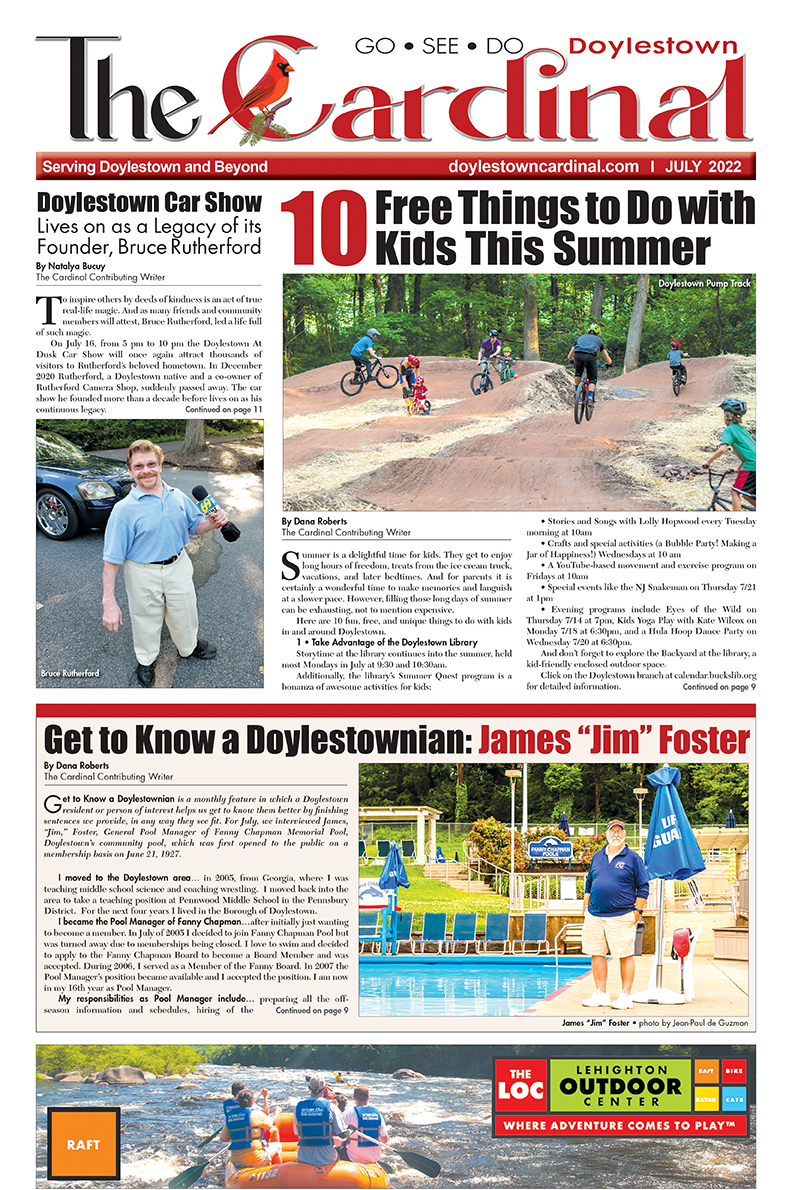 GO • SEE • DO Doylestown
The Cardinal
Serving Doylestown and Beyond doylestowncardinal.com I JULY 2022
Doylestown Car Show
Lives on as a Legacy of its
Founder, Bruce Rutherford
By Natalya Bucuy
The Cardinal Contributing Writer
To inspire others by deeds of kindness is an act of true
real-life magic. And as many friends and community
members will attest, Bruce Rutherford, led a life full
of such magic.
On July 16, from 5 pm to 10 pm the Doylestown At
Dusk Car Show will once again attract thousands of
visitors to Rutherford's beloved hometown. In December
2020 Rutherford, a Doylestown native and a co-owner of
Rutherford Camera Shop, suddenly passed away. The car
show he founded more than a decade before lives on as his
continuous legacy. Continued on page 11
Bruce Rutherford
10 Free Things to Do with
Kids This Summer
Doylestown Pump Track
By Dana Roberts
The Cardinal Contributing Writer
Summer is a delightful time for kids. They get to enjoy
long hours of freedom, treats from the ice cream truck,
vacations, and later bedtimes. And for parents it is
certainly a wonderful time to make memories and languish
at a slower pace. However, filling those long days of summer
can be exhausting, not to mention expensive.
Here are 10 fun, free, and unique things to do with kids
in and around Doylestown.
1 • Take Advantage of the Doylestown Library
Storytime at the library continues into the summer, held
most Mondays in July at 9:30 and 10:30am.
Additionally, the library's Summer Quest program is a
bonanza of awesome activities for kids:
• Stories and Songs with Lolly Hopwood every Tuesday
morning at 10am
• Crafts and special activities (a Bubble Party! Making a
Jar of Happiness!) Wednesdays at 10 am
• A YouTube-based movement and exercise program on
Fridays at 10am
• Special events like the NJ Snakeman on Thursday 7/21
at 1pm
• Evening programs include Eyes of the Wild on
Thursday 7/14 at 7pm, Kids Yoga Play with Kate Wilcox on
Monday 7/18 at 6:30pm, and a Hula Hoop Dance Party on
Wednesday 7/20 at 6:30pm.
And don't forget to explore the Backyard at the library, a
kid-friendly enclosed outdoor space.
Click on the Doylestown branch at calendar.buckslib.org
for detailed information. Continued on page 9
Get to Know a Doylestownian: James “Jim” Foster
By Dana Roberts
The Cardinal Contributing Writer
Get to Know a Doylestownian is a monthly feature in which a Doylestown
resident or person of interest helps us get to know them better by finishing
sentences we provide, in any way they see fit. For July, we interviewed James,
“Jim,” Foster, General Pool Manager of Fanny Chapman Memorial Pool,
Doylestown's community pool, which was first opened to the public on a
membership basis on June 21, 1927.
I moved to the Doylestown area… in 2005, from Georgia, where I was
teaching middle school science and coaching wrestling. I moved back into the
area to take a teaching position at Pennwood Middle School in the Pennsbury
District. For the next four years I lived in the Borough of Doylestown.
I became the Pool Manager of Fanny Chapman…after initially just wanting
to become a member. In July of 2005 I decided to join Fanny Chapman Pool but
was turned away due to memberships being closed. I love to swim and decided
to apply to the Fanny Chapman Board to become a Board Member and was
accepted. During 2006, I served as a Member of the Fanny Board. In 2007 the
Pool Manager's position became available and I accepted the position. I am now
in my 16th year as Pool Manager.
My responsibilities as Pool Manager include… preparing all the off-
season information and schedules, hiring of the Continued on page 9
FANNY CHAPMAN
POOLS
GUARD
James “Jim” Foster • photo by Jean-Paul de Guzman
RAFT
THE
LOC
LEHIGHTON
OUTDOOR
CENTER
RAFT BIKE
KAYAK CAFE
WHERE ADVENTURE COMES TO PLAY™